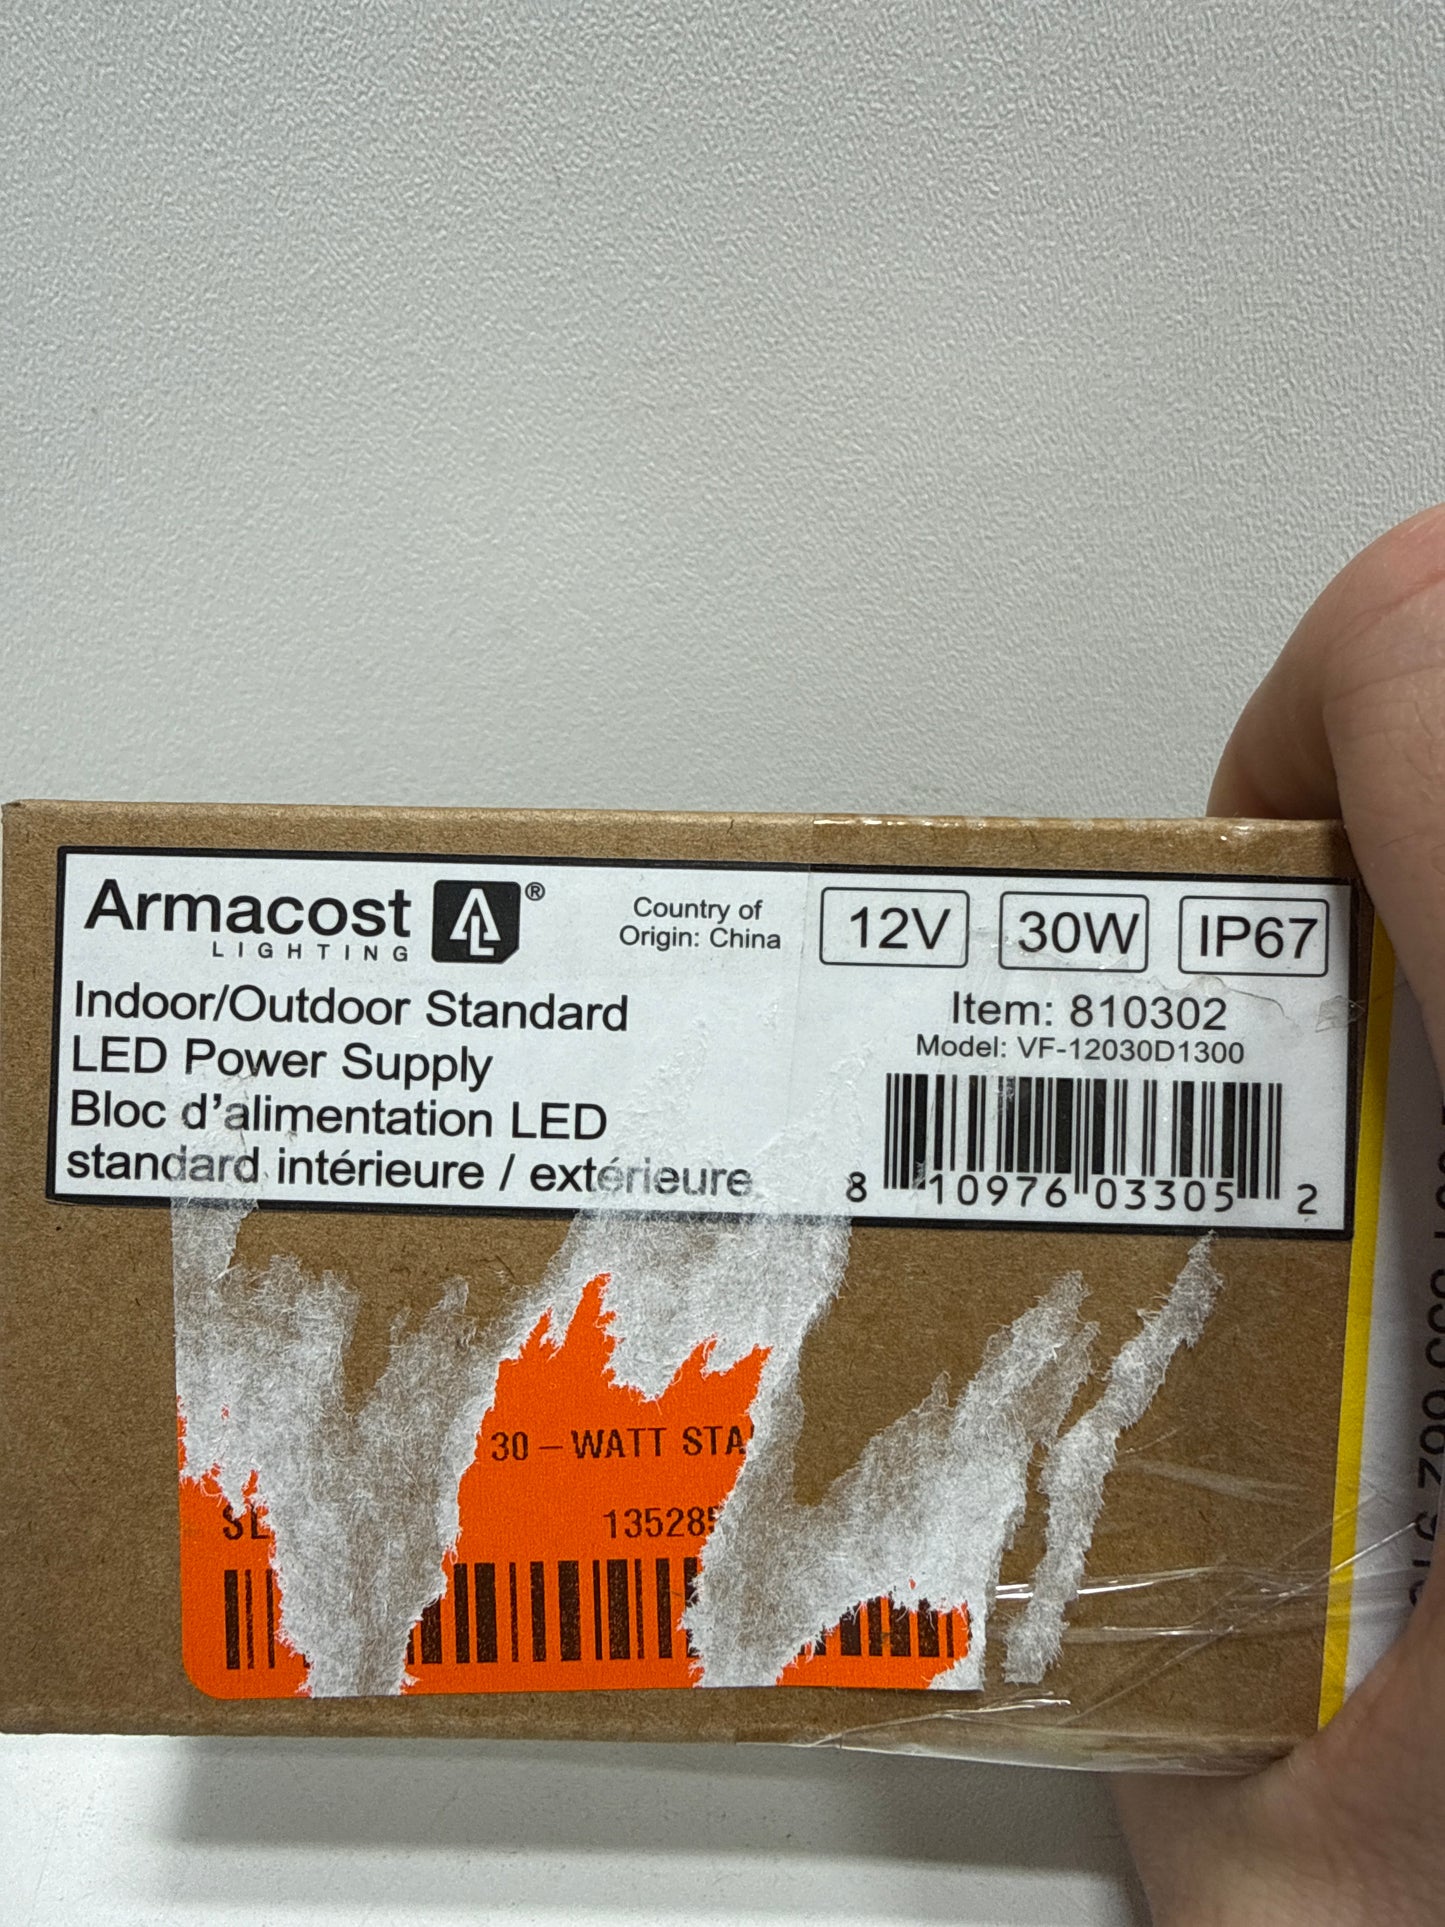 Armacost
LIGHTING
®
Country of
Origin: China
12V
30W
IP67
Indoor/Outdoor Standard
LED Power Supply
Bloc d'alimentation LED
standard intérieure / extérieure
Item: 810302
Model: VF-12030D1300
8 10976 03305 2
30 – WATT STA
135285